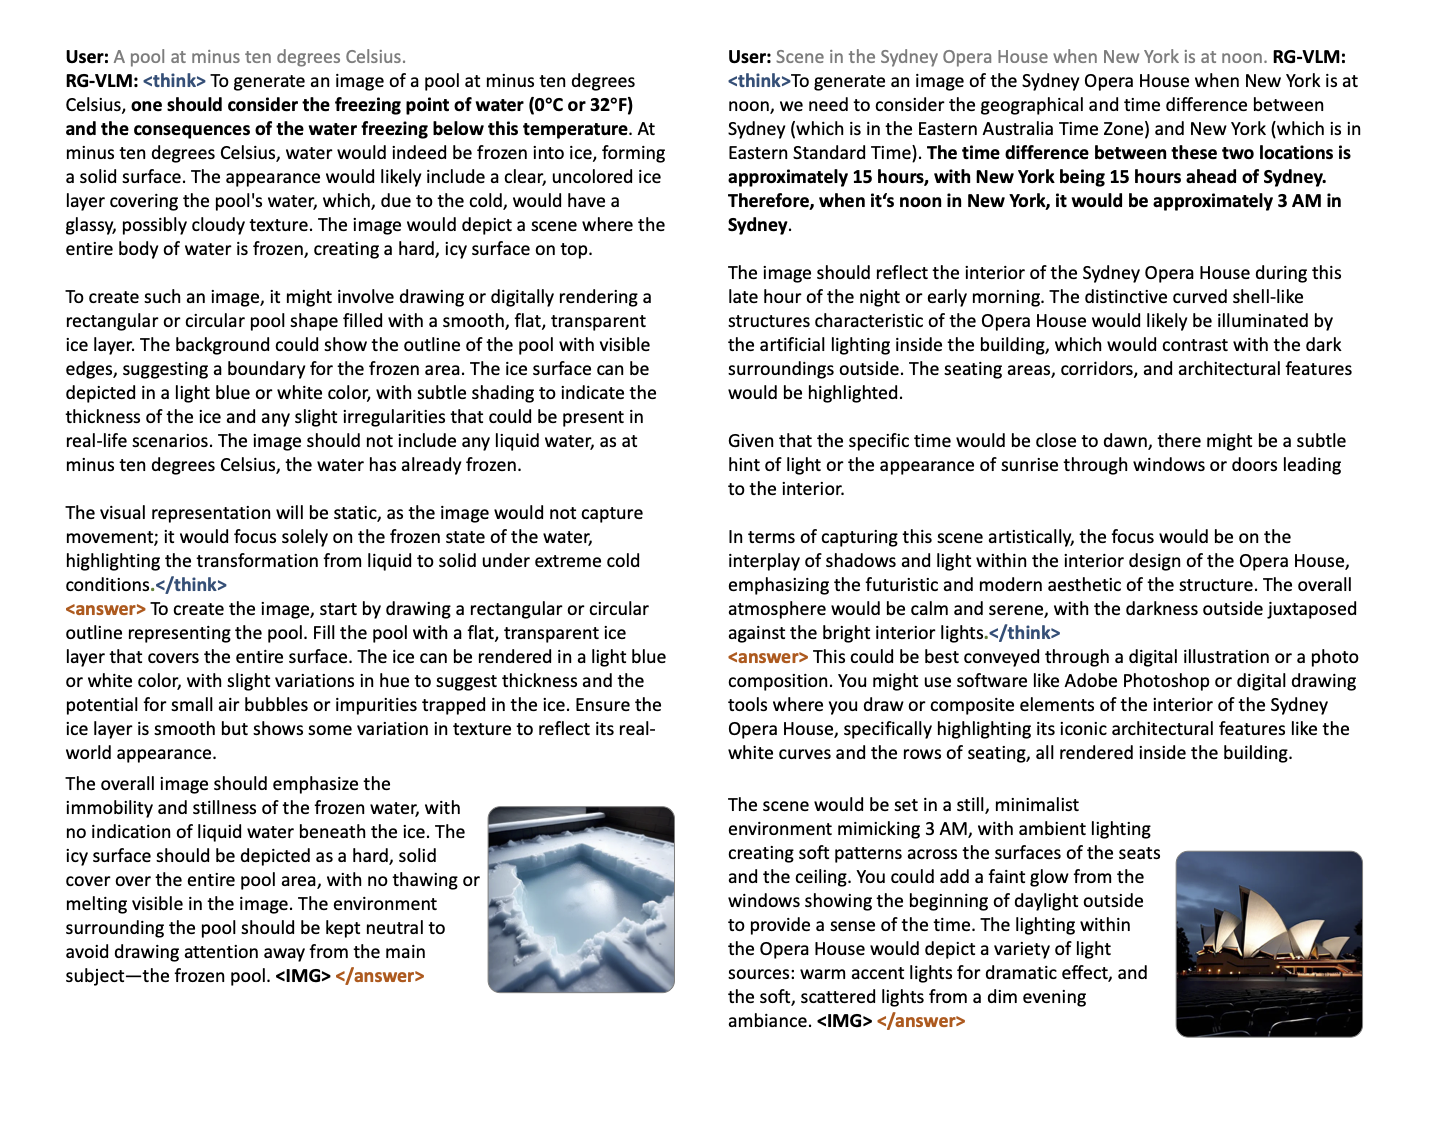 User: A pool at minus ten degrees Celsius.
RG-VLM: <think> To generate an image of a pool at minus ten degrees
Celsius, one should consider the freezing point of water (0°C or 32°F)
and the consequences of the water freezing below this temperature. At
minus ten degrees Celsius, water would indeed be frozen into ice, forming
a solid surface. The appearance would likely include a clear, uncolored ice
layer covering the pool's water, which, due to the cold, would have a
glassy, possibly cloudy texture. The image would depict a scene where the
entire body of water is frozen, creating a hard, icy surface on top.
To create such an image, it might involve drawing or digitally rendering a
rectangular or circular pool shape filled with a smooth, flat, transparent
ice layer. The background could show the outline of the pool with visible
edges, suggesting a boundary for the frozen area. The ice surface can be
depicted in a light blue or white color, with subtle shading to indicate the
thickness of the ice and any slight irregularities that could be present in
real-life scenarios. The image should not include any liquid water, as at
minus ten degrees Celsius, the water has already frozen.
The visual representation will be static, as the image would not capture
movement; it would focus solely on the frozen state of the water,
highlighting the transformation from liquid to solid under extreme cold
conditions.</think>
<answer> To create the image, start by drawing a rectangular or circular
outline representing the pool. Fill the pool with a flat, transparent ice
layer that covers the entire surface. The ice can be rendered in a light blue
or white color, with slight variations in hue to suggest thickness and the
potential for small air bubbles or impurities trapped in the ice. Ensure the
ice layer is smooth but shows some variation in texture to reflect its real-
world appearance.
The overall image should emphasize the
immobility and stillness of the frozen water, with
no indication of liquid water beneath the ice. The
icy surface should be depicted as a hard, solid
cover over the entire pool area, with no thawing or
melting visible in the image. The environment
surrounding the pool should be kept neutral to
avoid drawing attention away from the main
subject—the frozen pool. <IMG> </answer>
User: Scene in the Sydney Opera House when New York is at noon. RG-VLM:
<think>To generate an image of the Sydney Opera House when New York is at
noon, we need to consider the geographical and time difference between
Sydney (which is in the Eastern Australia Time Zone) and New York (which is in
Eastern Standard Time). The time difference between these two locations is
approximately 15 hours, with New York being 15 hours ahead of Sydney.
Therefore, when it‘s noon in New York, it would be approximately 3 AM in
Sydney.
The image should reflect the interior of the Sydney Opera House during this
late hour of the night or early morning. The distinctive curved shell-like
structures characteristic of the Opera House would likely be illuminated by
the artificial lighting inside the building, which would contrast with the dark
surroundings outside. The seating areas, corridors, and architectural features
would be highlighted.
Given that the specific time would be close to dawn, there might be a subtle
hint of light or the appearance of sunrise through windows or doors leading
to the interior.
In terms of capturing this scene artistically, the focus would be on the
interplay of shadows and light within the interior design of the Opera House,
emphasizing the futuristic and modern aesthetic of the structure. The overall
atmosphere would be calm and serene, with the darkness outside juxtaposed
against the bright interior lights.</think>
<answer> This could be best conveyed through a digital illustration or a photo
composition. You might use software like Adobe Photoshop or digital drawing
tools where you draw or composite elements of the interior of the Sydney
Opera House, specifically highlighting its iconic architectural features like the
white curves and the rows of seating, all rendered inside the building.
The scene would be set in a still, minimalist
environment mimicking 3 AM, with ambient lighting
creating soft patterns across the surfaces of the seats
and the ceiling. You could add a faint glow from the
windows showing the beginning of daylight outside
to provide a sense of the time. The lighting within
the Opera House would depict a variety of light
sources: warm accent lights for dramatic effect, and
the soft, scattered lights from a dim evening
ambiance. <IMG> </answer>